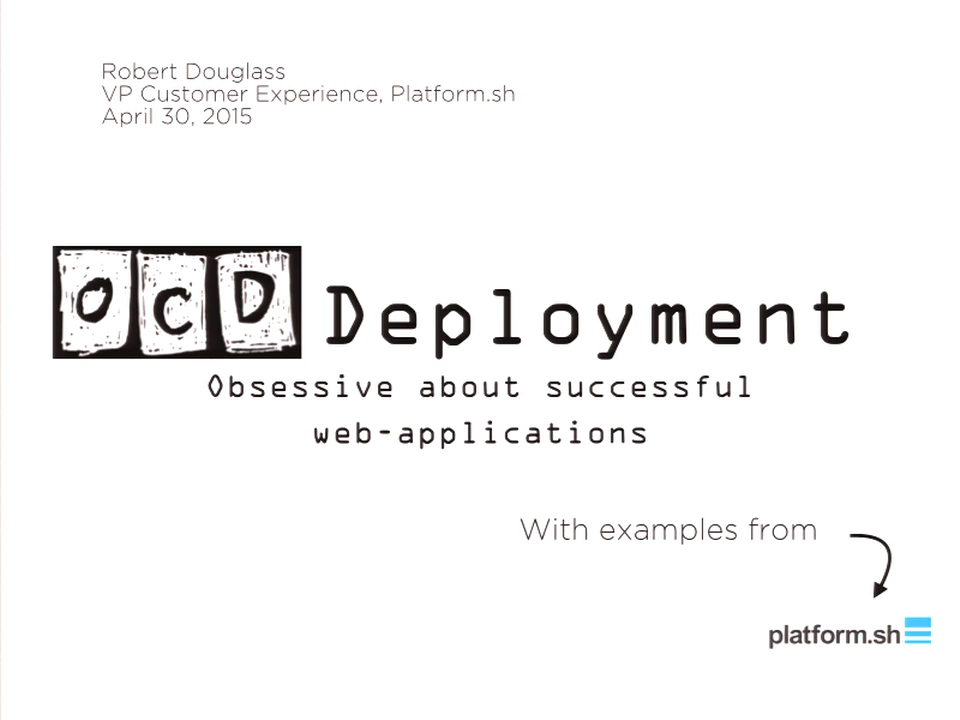 Robert Douglass
VP Customer Experience, Platform.sh
April 30, 2015
OCD Deployment
Obsessive about successful
web-applications
With examples from
platform.sh